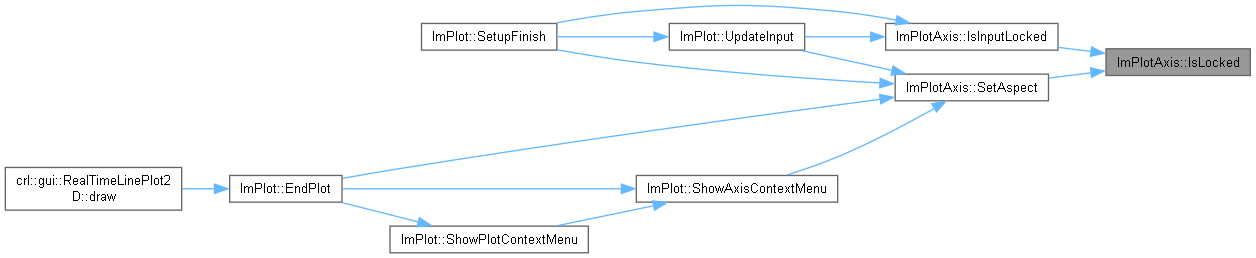 ImPlot::SetupFinish
ImPlot::UpdateInput
ImPlotAxis::IsInputLocked
ImPlotAxis::IsLocked
ImPlotAxis::SetAspect
crl::gui::RealTimeLinePlot2
D::draw
ImPlot::EndPlot
ImPlot::ShowAxisContextMenu
ImPlot::ShowPlotContextMenu